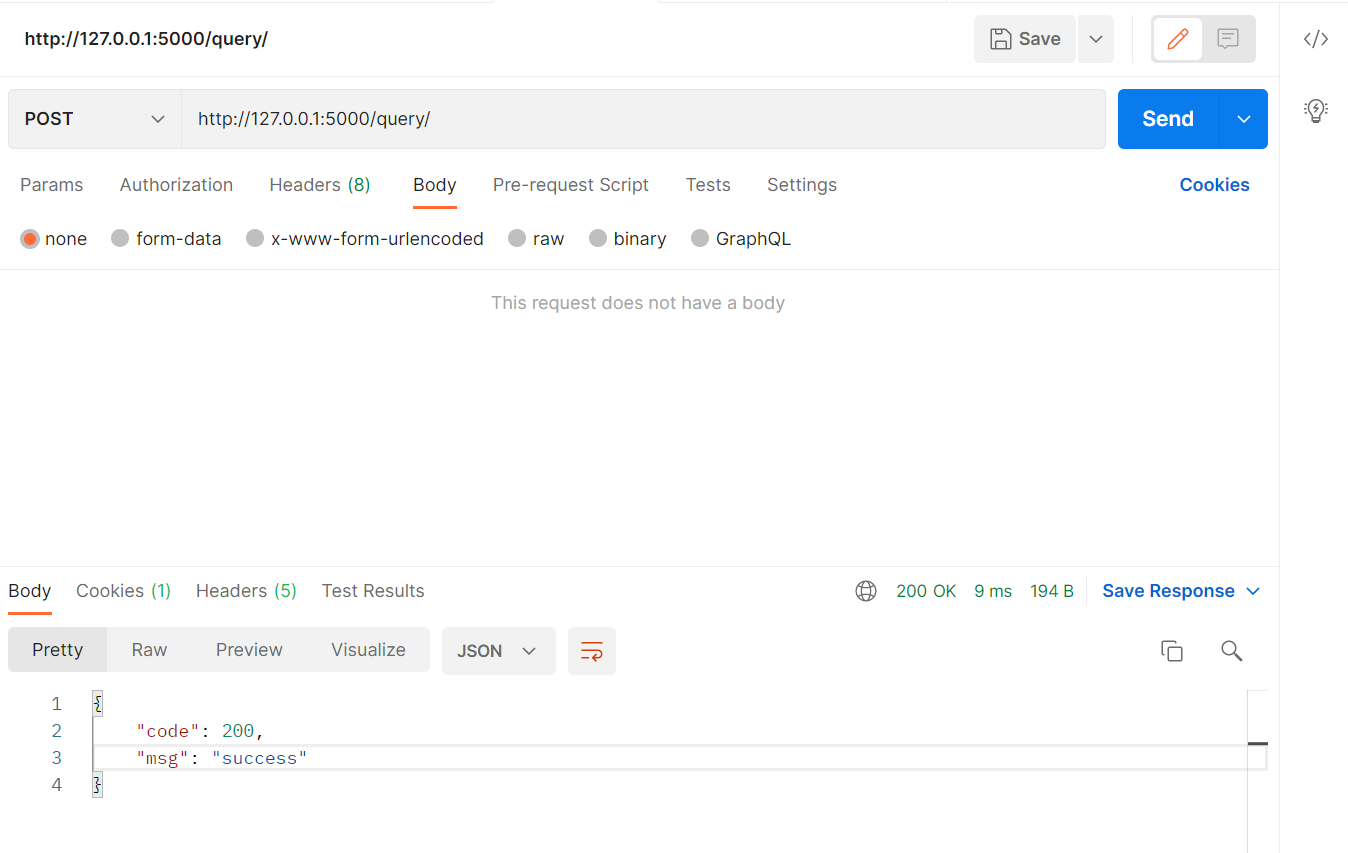 http://127.0.0.1:5000/query/ Save
POST http://127.0.0.1:5000/query/ Send
Params Authorization Headers (8) Body Pre-request Script Tests Settings Cookies
none form-data x-www-form-urlencoded raw binary GraphQL
This request does not have a body
Body Cookies (1) Headers (5) Test Results 200 OK 9 ms 194 B Save Response
Pretty Raw Preview Visualize JSON
1 {
2 "code": 200,
3 "msg": "success"
4 }